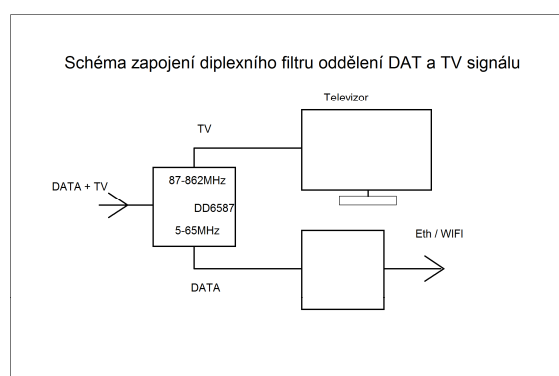 Schéma zapojení diplexního filtru oddělení DAT a TV signálu
Televizor
TV
87-862MHz
DATA + TV
DD6587
5-65MHz
Eth / WIFI
DATA